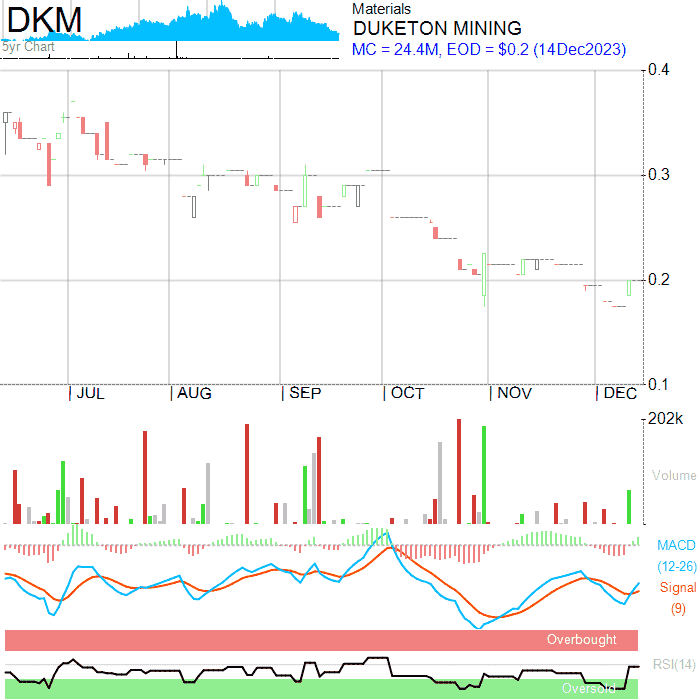 DKM
5yr Chart
Materials
DUKETON MINING
MC = 24.4M, EOD = $0.2 (14Dec2023)
0.4
0.3
0.2
0.1
JUL
AUG
SEP
OCT
NOV
DEC
202k
Volume
MACD
(12-26)
Signal
(9)
Overbought
RSI(14)
Oversold